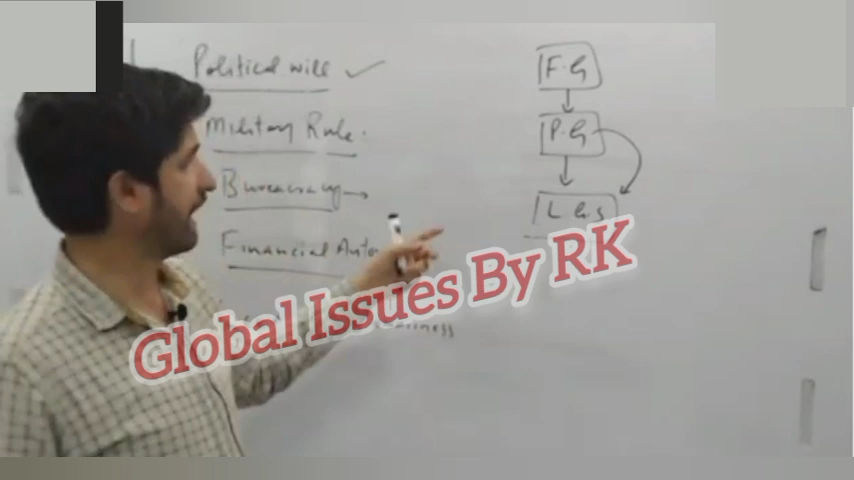 Political will ✓
Military Rule.
Bureaucracy →
Financial Auto
F.G
P.G
L.G.S
Global Issues By RK